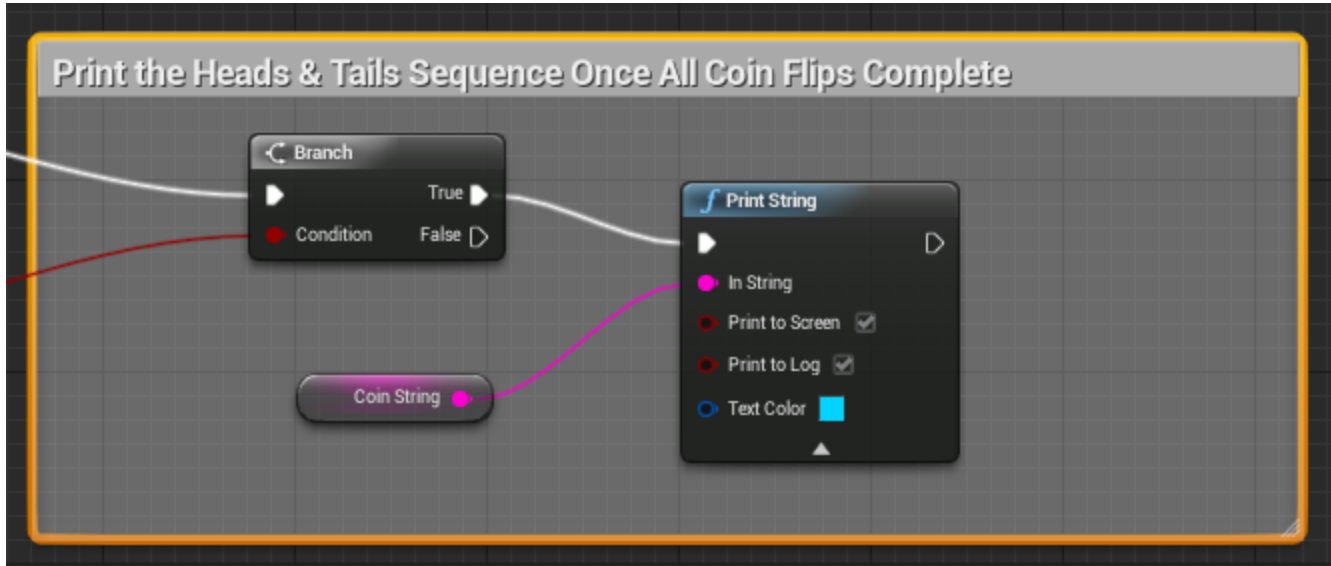 Print the Heads & Tails Sequence Once All Coin Flips Complete
Branch
True
Condition
False
Print String
In String
Print to Screen
Print to Log
Text Color
Coin String